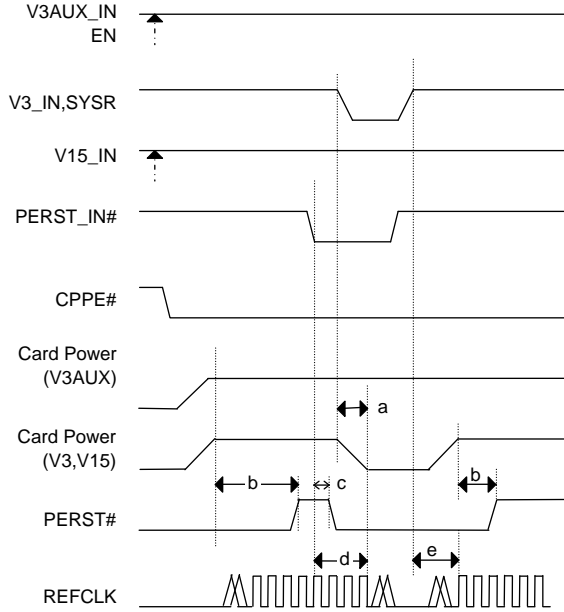 V3AUX_IN
EN
V3_IN,SYSR
V15_IN
PERST_IN#
CPPE#
Card Power
(V3AUX)
a
Card Power
(V3,V15)
b
c
b
PERST#
d
e
REFCLK